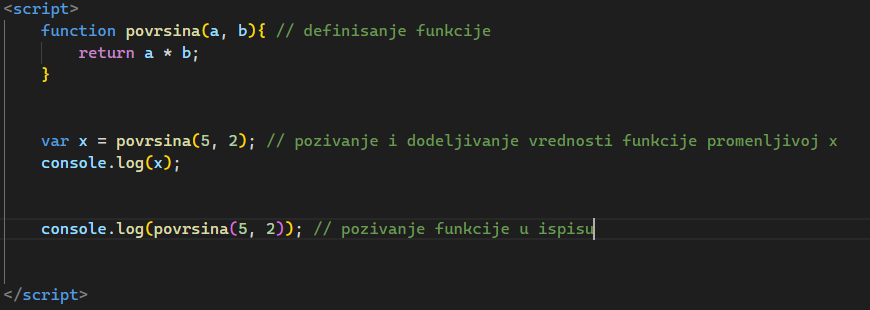 <script>
function povrsina(a, b){ // definisanje funkcije
return a * b;
}
var x = povrsina(5, 2); // pozivanje i dodeljivanje vrednosti funkcije promenljivoj x
console.log(x);
console.log(povrsina(5, 2)); // pozivanje funkcije u ispisu
</script>